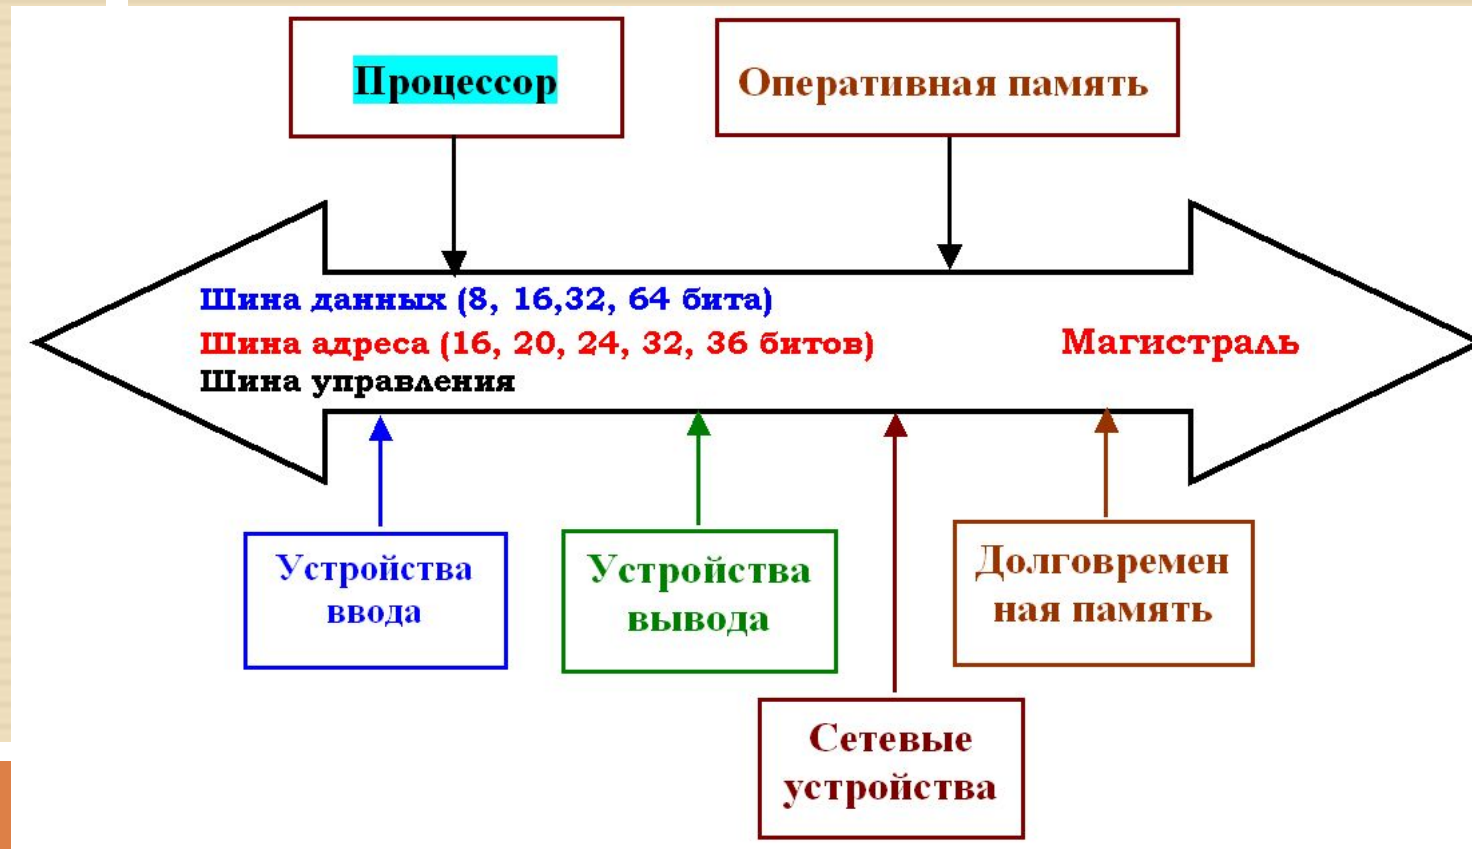 Процессор
Оперативная память
Шина данных (8, 16,32, 64 бита)
Шина адреса (16, 20, 24, 32, 36 битов)
Магистраль
Шина управления
Устройства
ввода
Устройства
вывода
Долговремен
ная память
Сетевые
устройства